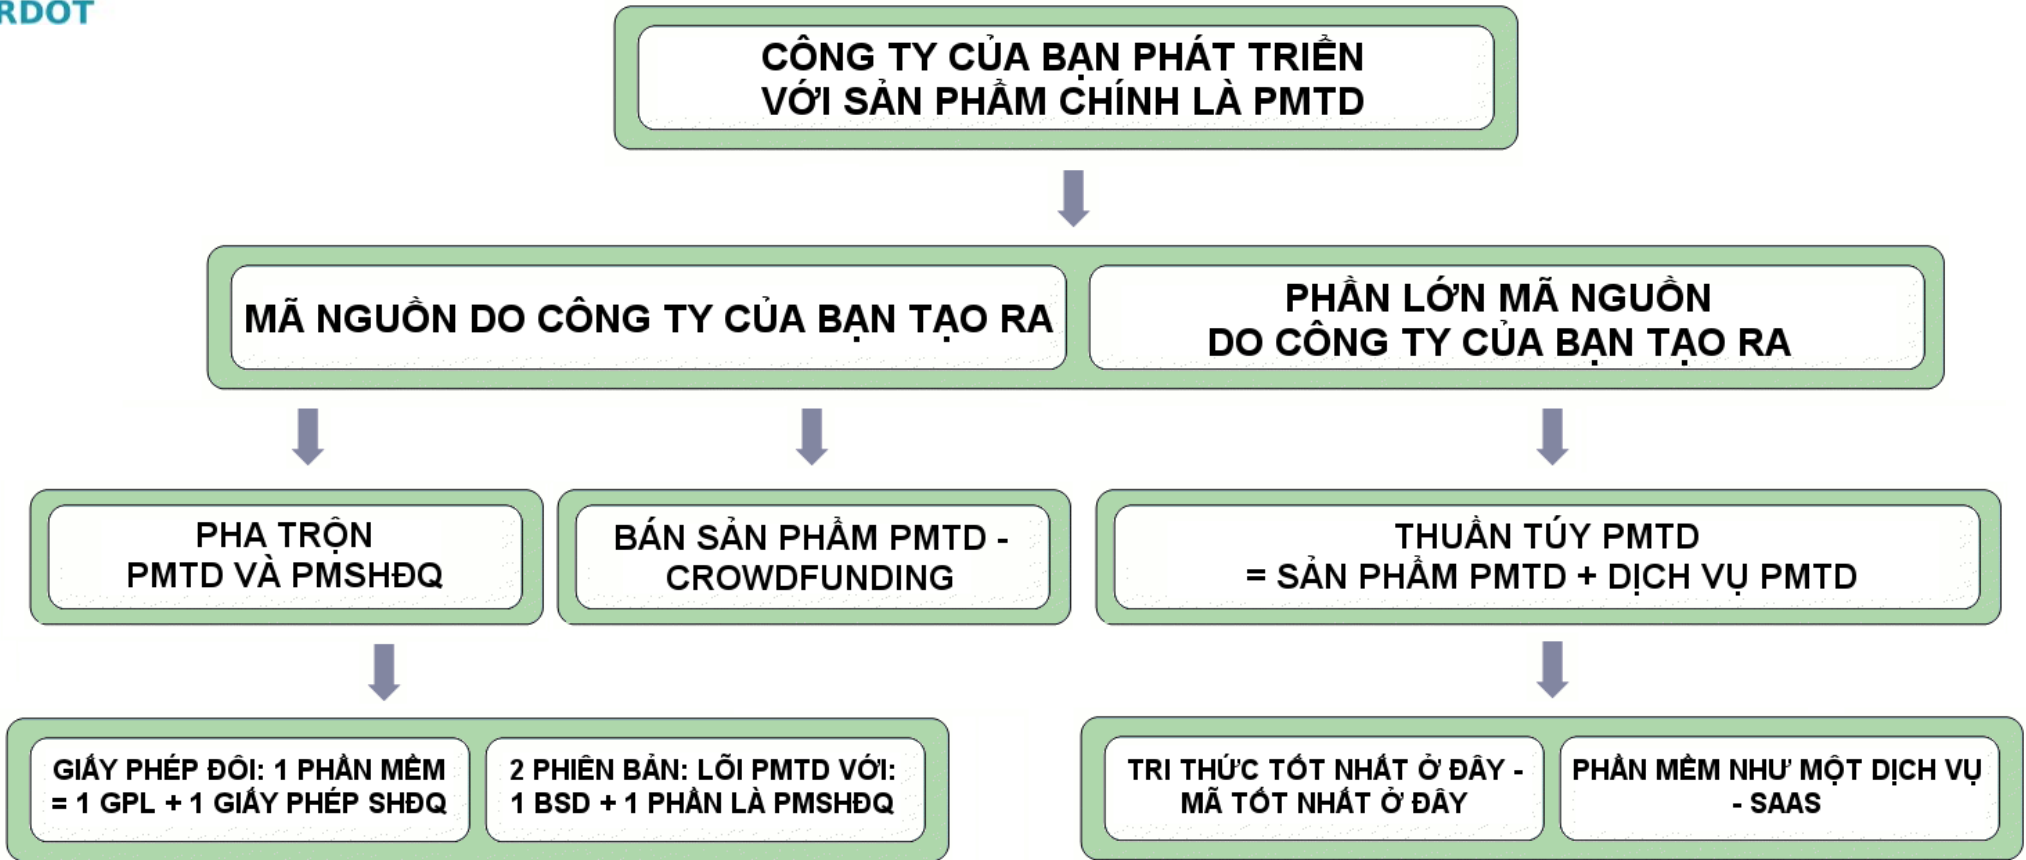 RDOT
CÔNG TY CỦA BẠN PHÁT TRIỂN
VỚI SẢN PHẨM CHÍNH LÀ PMTD
MÃ NGUỒN DO CÔNG TY CỦA BẠN TẠO RA
PHẦN LỚN MÃ NGUỒN
DO CÔNG TY CỦA BẠN TẠO RA
PHA TRỘN
PMTD VÀ PMSHĐQ
BÁN SẢN PHẨM PMTD -
CROWDFUNDING
THUẦN TÚY PMTD
= SẢN PHẨM PMTD + DỊCH VỤ PMTD
GIẤY PHÉP ĐÔI: 1 PHẦN MỀM
= 1 GPL + 1 GIẤY PHÉP SHĐQ
2 PHIÊN BẢN: LÕI PMTD VỚI:
1 BSD + 1 PHẦN LÀ PMSHĐQ
TRI THỨC TỐT NHẤT Ở ĐÂY -
MÃ TỐT NHẤT Ở ĐÂY
PHẦN MỀM NHƯ MỘT DỊCH VỤ
- SAAS